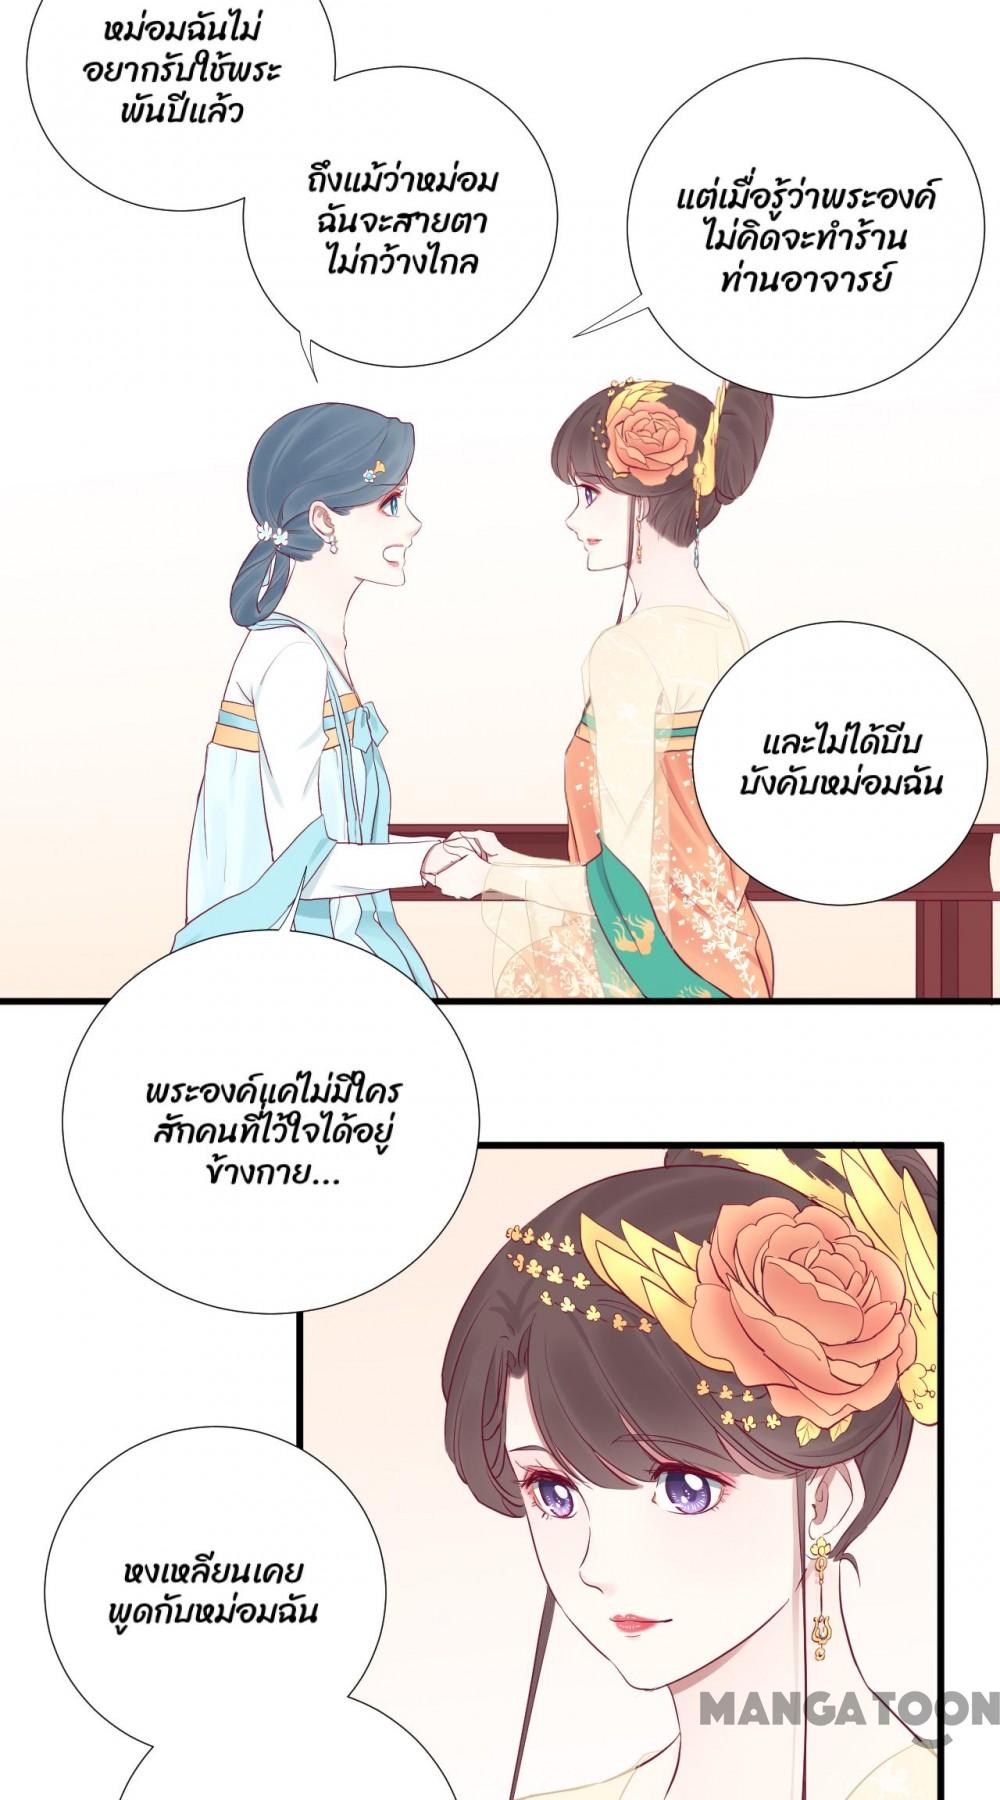 หม่อมฉันไม่
อยากรับใช้พระ
พันปีแล้ว
ถึงแม้ว่าหม่อม
ฉันจะสายตา
ไม่กว้างไกล
แต่เมื่อรู้ว่าพระองค์
ไม่คิดจะทำร้าน
ท่านอาจารย์
และไม่ได้บีบ
บังคับหม่อมฉัน
พระองค์แค่ไม่มีใคร
สักคนที่ไว้ใจได้อยู่
ข้างกาย...
หงเหลียนเคย
พูดกับหม่อมฉัน
MANGATOON